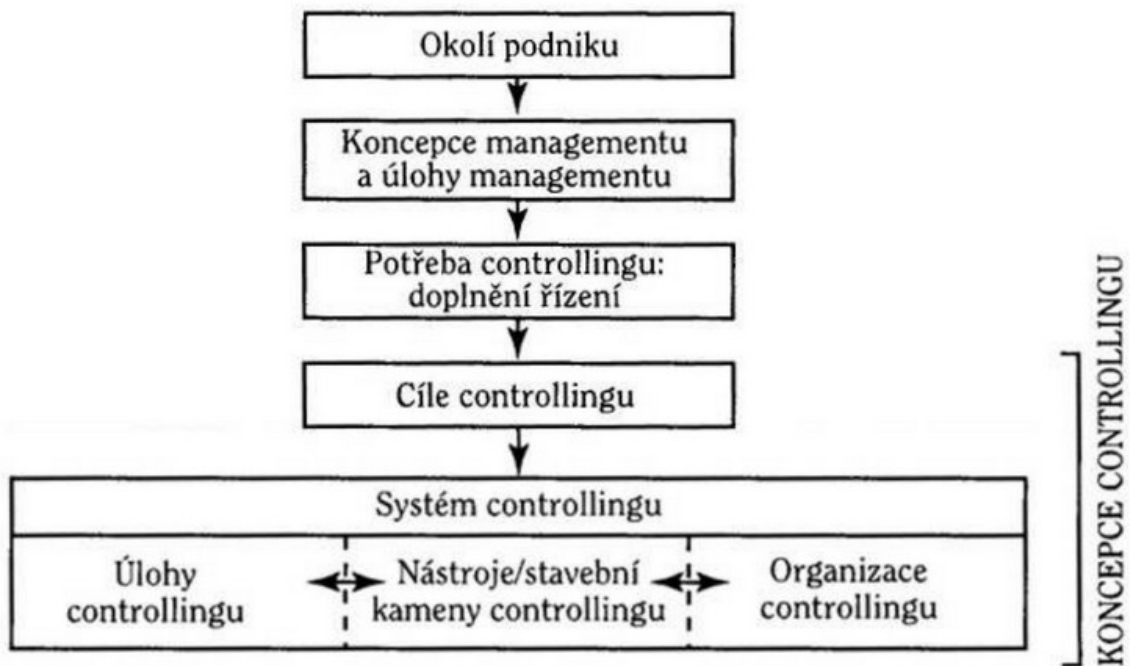 Okolí podniku
Koncepce managementu
a úlohy managementu
Potřeba controllingu:
doplnění řízení
Cíle controllingu
Systém controllingu
Úlohy
controllingu
Nástroje/stavební
kameny controllingu
Organizace
controllingu
KONCEPCE CONTROLLINGU